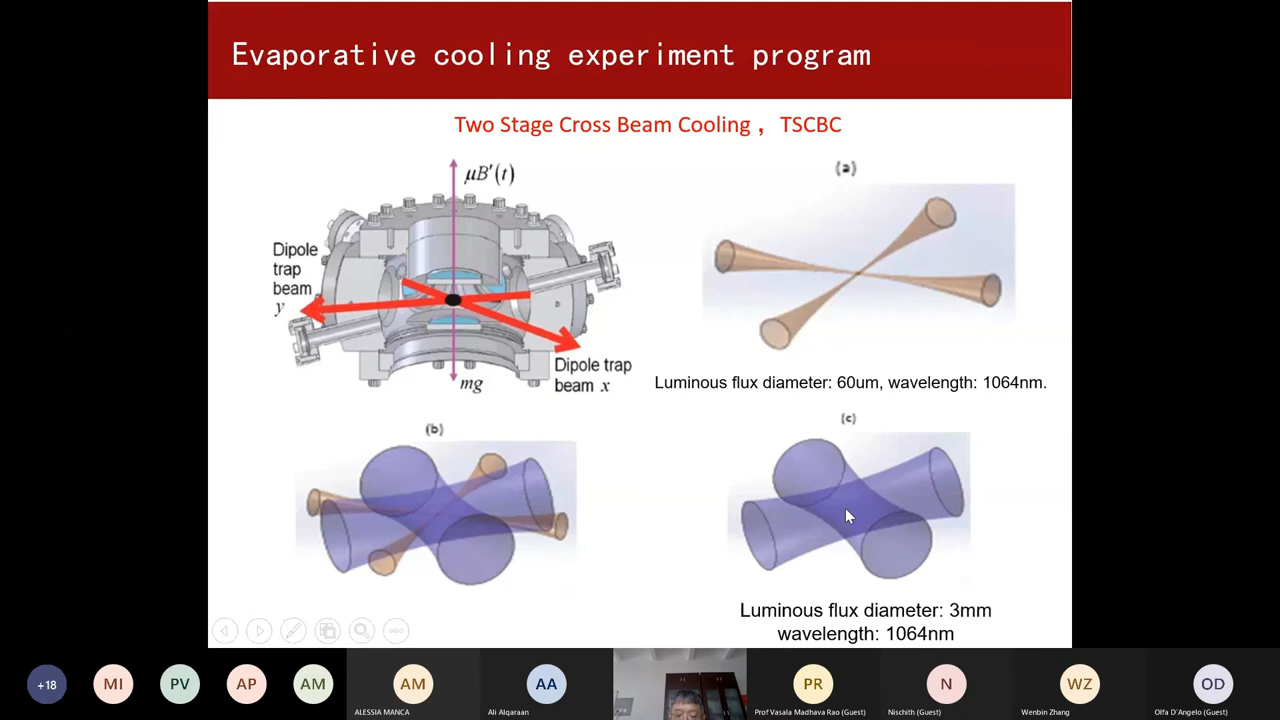 Evaporative cooling experiment program
Two Stage Cross Beam Cooling , TSCBC
μB'(t)
Dipole
trap
beam
y
Dipole trap
beam x
mg
(a)
Luminous flux diameter: 60um, wavelength: 1064nm.
(b)
(c)
Luminous flux diameter: 3mm
wavelength: 1064nm
+18
MI
PV
AP
AM
AM
ALESSIA MANCA
AA
Ali Alqaraan
PR
Prof Vasala Madhava Rao (Guest)
N
Nischith (Guest)
WZ
Wenbin Zhang
OD
Olfa D'Angelo (Guest)